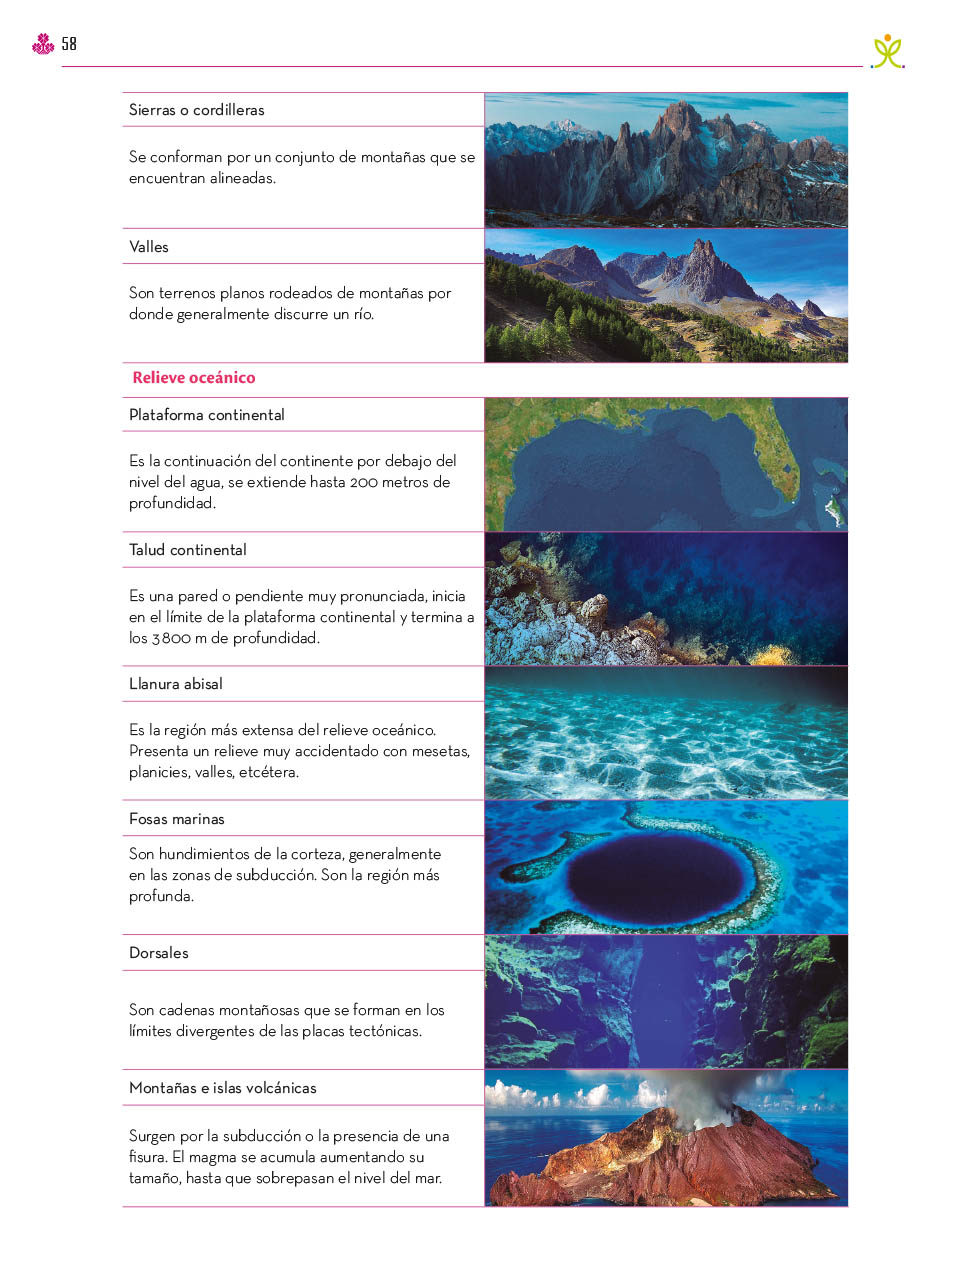 58
Sierras o cordilleras
Se conforman por un conjunto de montañas que se
encuentran alineadas.
Valles
Son terrenos planos rodeados de montañas por
donde generalmente discurre un río.
Relieve oceánico
Plataforma continental
Es la continuación del continente por debajo del
nivel del agua, se extiende hasta 200 metros de
profundidad.
Talud continental
Es una pared o pendiente muy pronunciada, inicia
en el límite de la plataforma continental y termina a
los 3 800 m de profundidad.
Llanura abisal
Es la región más extensa del relieve oceánico.
Presenta un relieve muy accidentado con mesetas,
planicies, valles, etcétera.
Fosas marinas
Son hundimientos de la corteza, generalmente
en las zonas de subducción. Son la región más
profunda.
Dorsales
Son cadenas montañosas que se forman en los
límites divergentes de las placas tectónicas.
Montañas e islas volcánicas
Surgen por la subducción o la presencia de una
fisura. El magma se acumula aumentando su
tamaño, hasta que sobrepasan el nivel del mar.